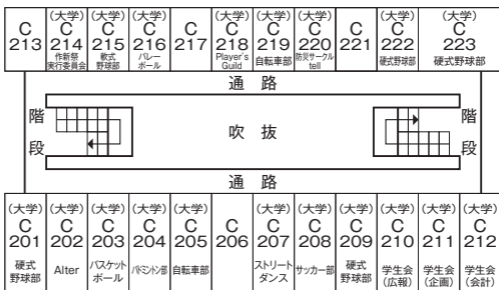 C
213
(大学)
C
214
作新祭
実行委員会
(大学)
C
215
軟式
野球部
(大学)
C
216
バレー
ボール
C
217
(大学)
C
218
Player's
Guild
(大学)
C
219
自転車部
(大学)
C
220
防災サークル
tell
C
221
(大学)
C
222
硬式野球部
(大学)
C
223
硬式野球部
通路
階
段
吹抜
階
段
通路
(大学)
C
201
硬式
野球部
(大学)
C
202
Alter
(大学)
C
203
バスケット
ボール
(大学)
C
204
バドミントン部
(大学)
C
205
自転車部
C
206
(大学)
C
207
ストリート
ダンス
(大学)
C
208
サッカー部
(大学)
C
209
硬式
野球部
(大学)
C
210
学生会
(広報)
(大学)
C
211
学生会
(企画)
(大学)
C
212
学生会
(会計)